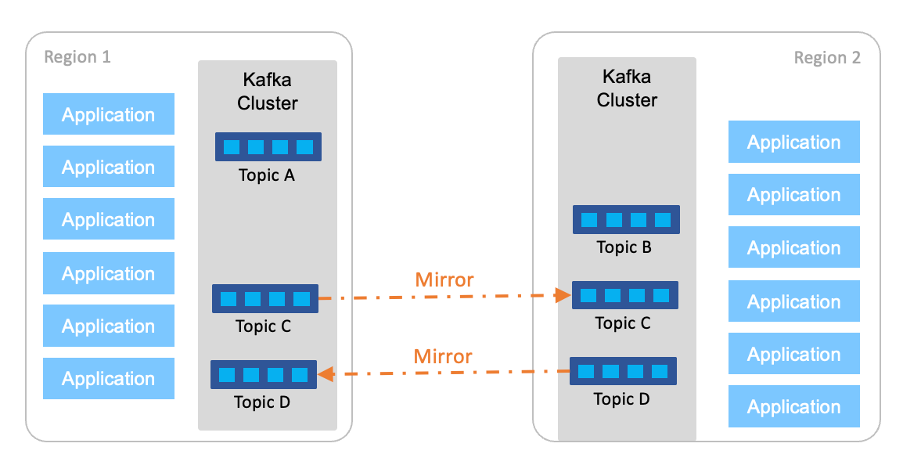 Region 1
Kafka
Cluster
Application
Application
Application
Application
Application
Application
Topic A
Topic C
Topic D
Mirror
Mirror
Region 2
Kafka
Cluster
Topic B
Topic C
Topic D
Application
Application
Application
Application
Application
Application